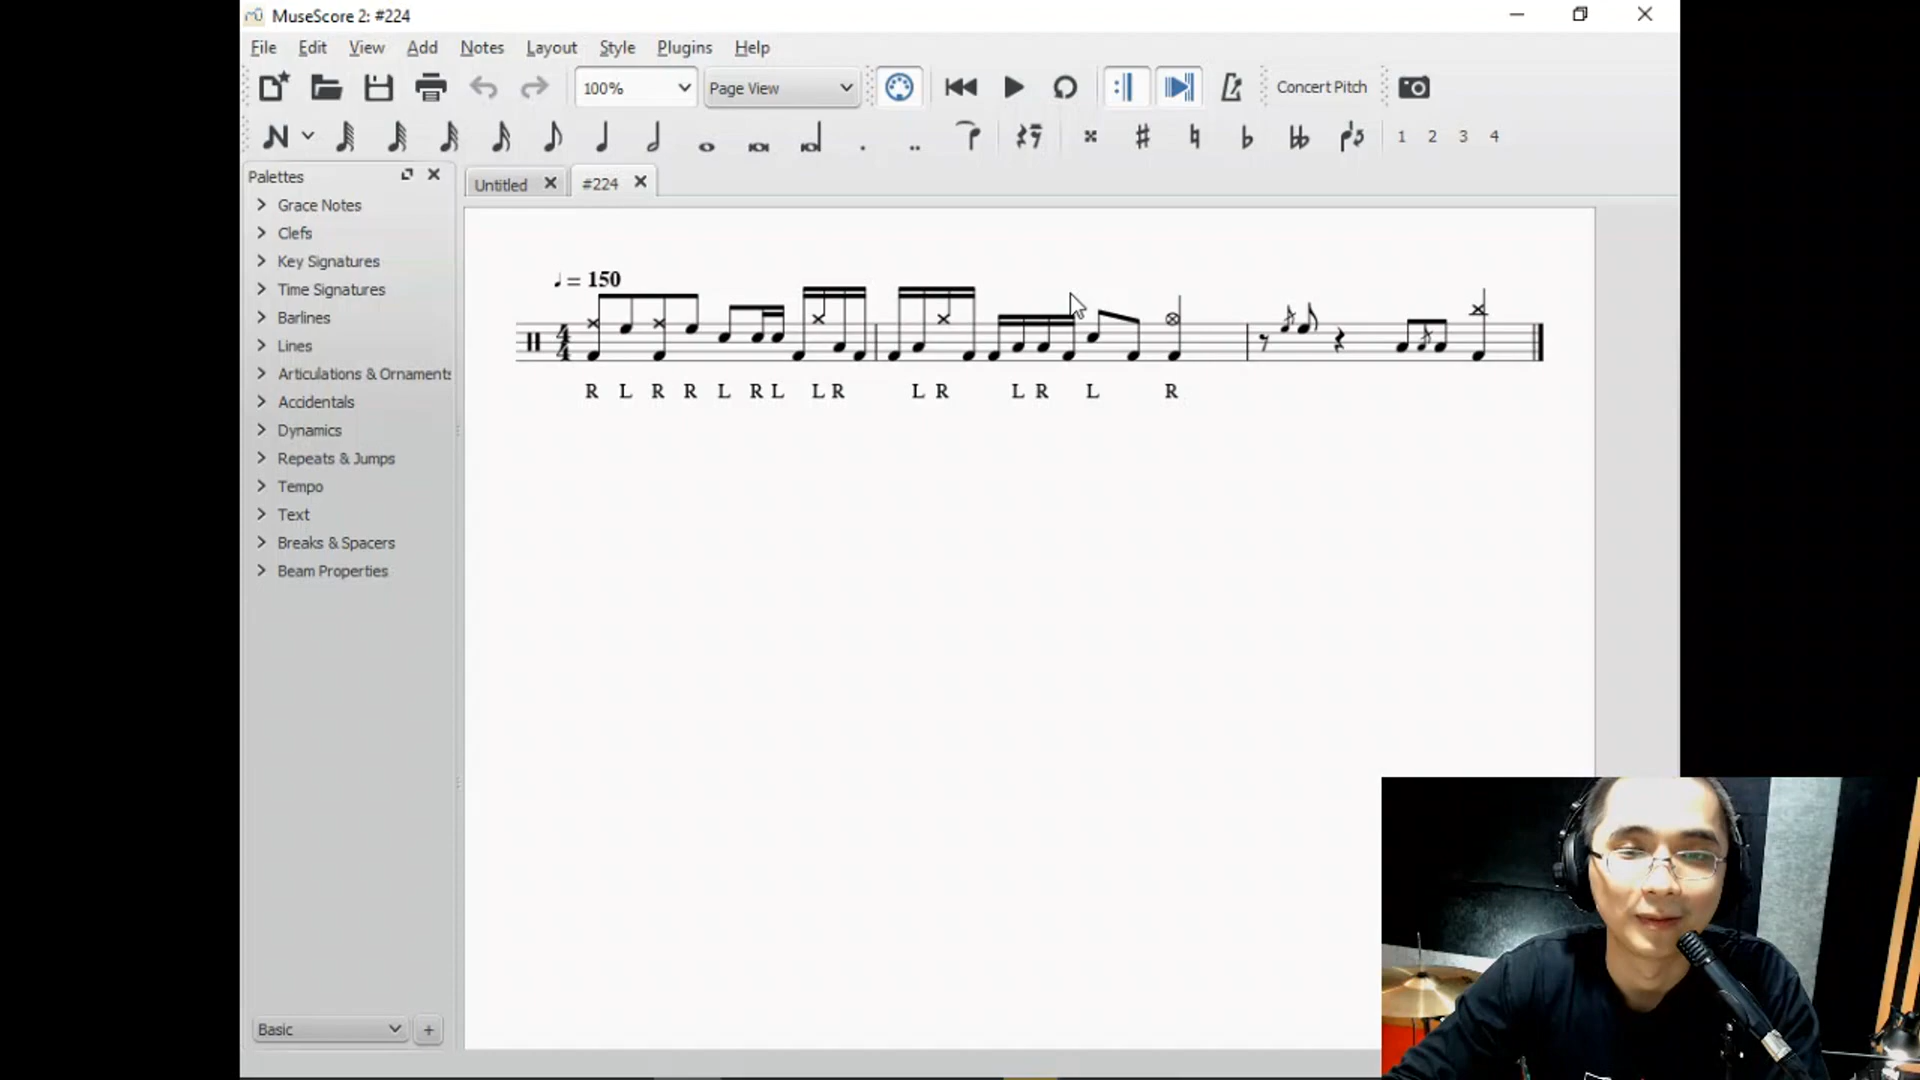 MuseScore 2: #224
File Edit View Add Notes Layout Style Plugins Help
100% Page View Concert Pitch
1 2 3 4
Palettes
Untitled #224
Grace Notes
Clefs
Key Signatures
Time Signatures
Barlines
Lines
Articulations & Ornaments
Accidentals
Dynamics
Repeats & Jumps
Tempo
Text
Breaks & Spacers
Beam Properties
♩ = 150
4
4
R L R R L R L L R L R L R L R
Basic +